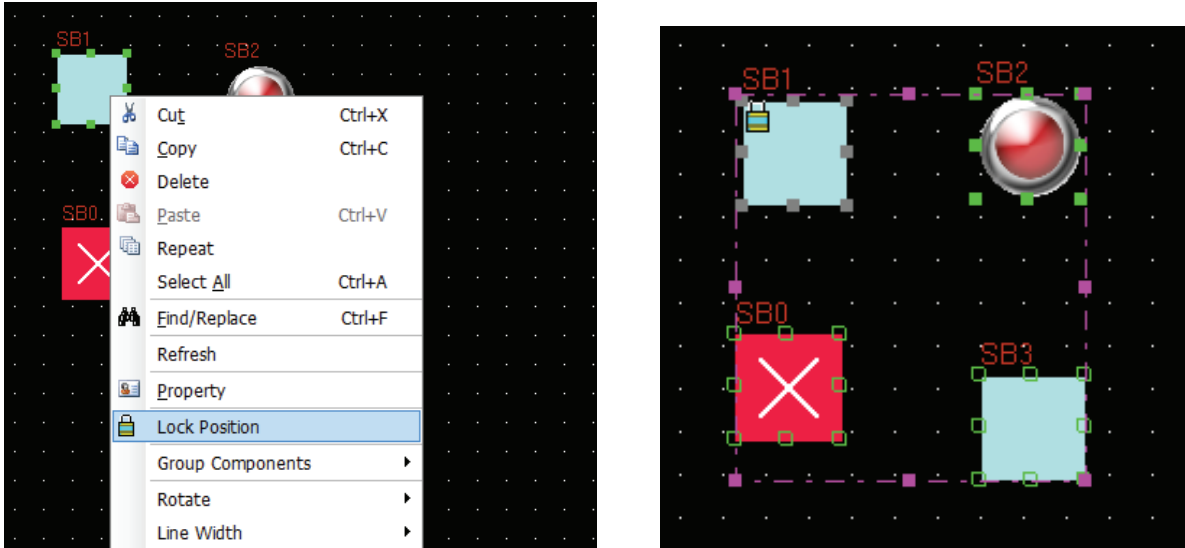 SB1
SB2
SB0
Cut Ctrl+X
Copy Ctrl+C
Delete
Paste Ctrl+V
Repeat
Select All Ctrl+A
Find/Replace Ctrl+F
Refresh
Property
Lock Position
Group Components
Rotate
Line Width
SB1
SB2
SB0
SB3